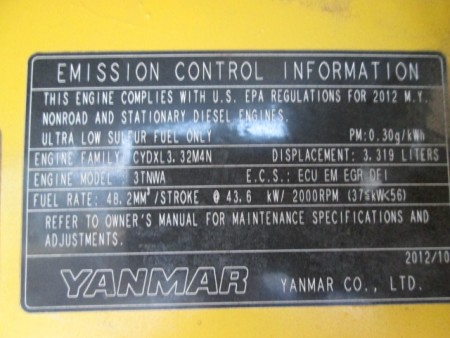 EMISSION CONTROL INFORMATION
THIS ENGINE COMPLIES WITH U.S. EPA REGULATIONS FOR 2012 M.Y.
NONROAD AND STATIONARY DIESEL ENGINES.
ULTRA LOW SULFUR FUEL ONLY PM:0.30g/kWh
ENGINE FAMILY : CYDXL3.32M4N DISPLACEMENT: 3.319 LITERS
ENGINE MODEL : 3TNWA E.C.S.: ECU EM EGR DFI
FUEL RATE: 48.2MM³/STROKE @ 43.6 kW/ 2000RPM (37≤kW<56)
REFER TO OWNER'S MANUAL FOR MAINTENANCE SPECIFICATIONS AND
ADJUSTMENTS.
2012/10
YANMAR YANMAR CO., LTD.